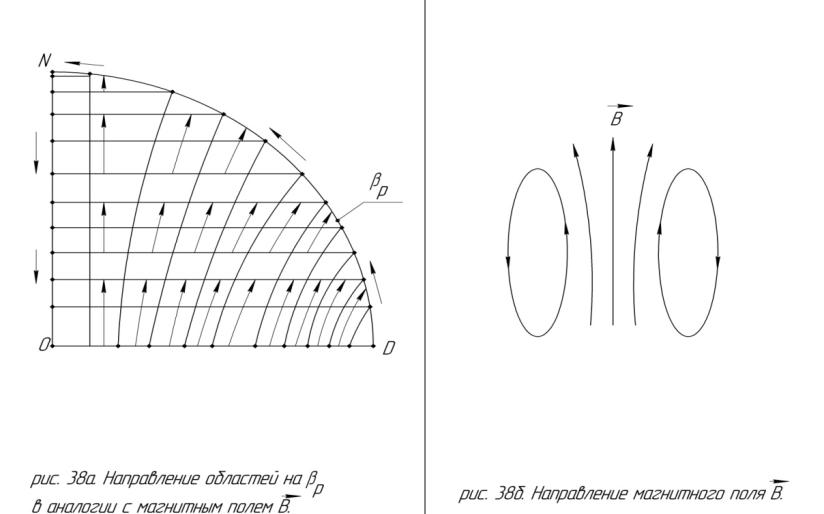 N
β p
O
D
B
рис. 38а. Направление областей на β p
в аналогии с магнитным полем B.
рис. 38б. Направление магнитного поля B.